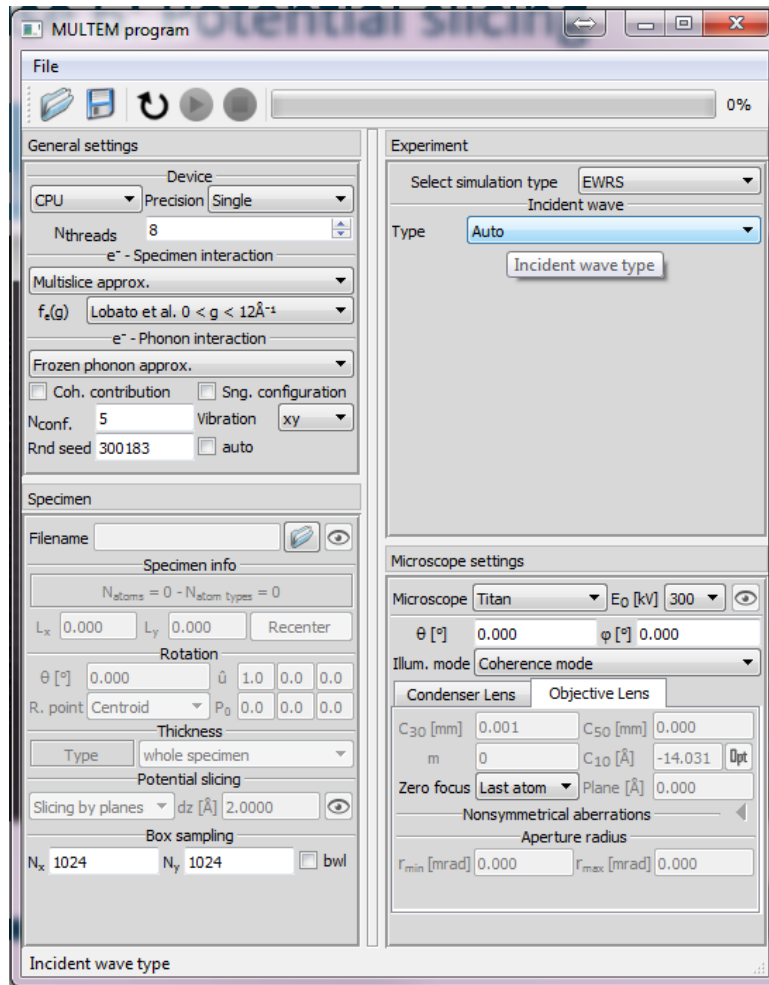 Potential slicing
MULTEM program
File
0%
General settings
Device
CPU Precision Single
Nthreads 8
e⁻ - Specimen interaction
Multislice approx.
fₑ(g) Lobato et al. 0 < g < 12Å⁻¹
e⁻ - Phonon interaction
Frozen phonon approx.
Coh. contribution Sng. configuration
Nconf. 5 Vibration xy
Rnd seed 300183 auto
Specimen
Filename
Specimen info
Natoms = 0 - Natom types = 0
Lx 0.000 Ly 0.000 Recenter
Rotation
θ [º] 0.000 û 1.0 0.0 0.0
R. point Centroid P₀ 0.0 0.0 0.0
Thickness
Type whole specimen
Potential slicing
Slicing by planes dz [Å] 2.0000
Box sampling
Nx 1024 Ny 1024 bwl
Experiment
Select simulation type EWRS
Incident wave
Type Auto
Incident wave type
Microscope settings
Microscope Titan E₀ [kV] 300
θ [º] 0.000 φ [º] 0.000
Illum. mode Coherence mode
Condenser Lens Objective Lens
C₃₀ [mm] 0.001 C₅₀ [mm] 0.000
m 0 C₁₀ [Å] -14.031 Opt
Zero focus Last atom Plane [Å] 0.000
Nonsymmetrical aberrations
Aperture radius
rmin [mrad] 0.000 rmax [mrad] 0.000
Incident wave type